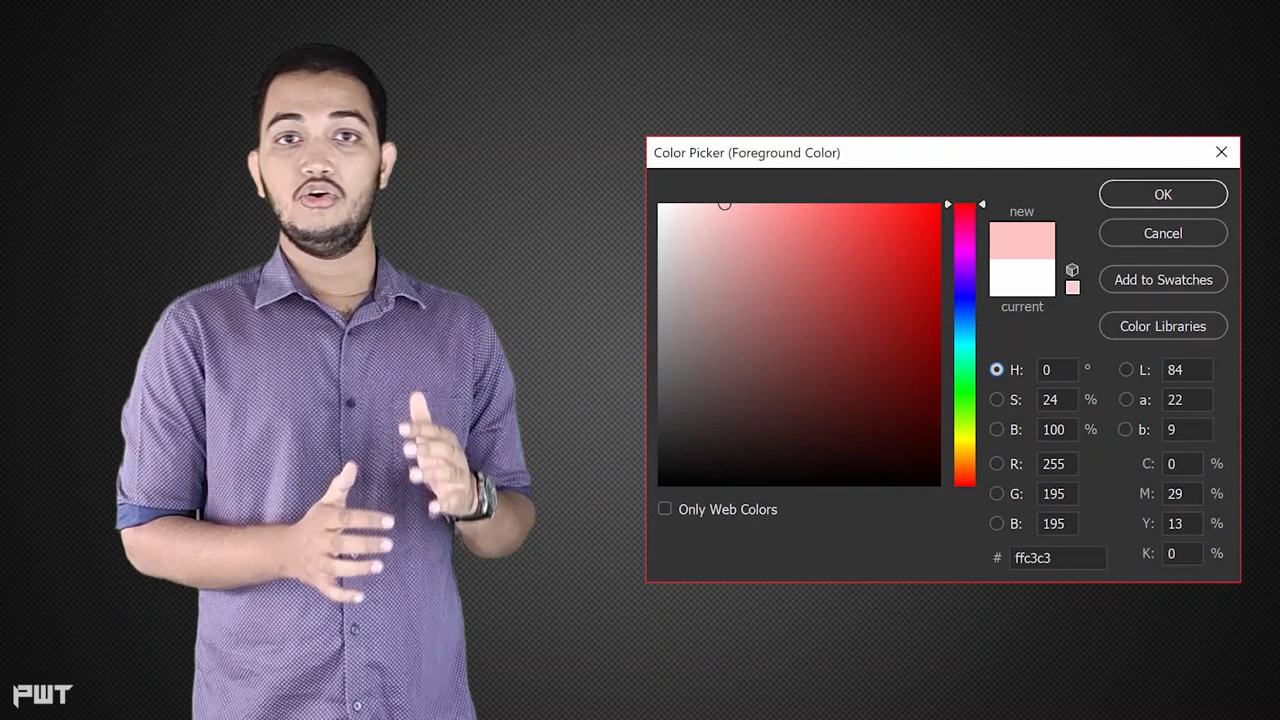 Color Picker (Foreground Color)
OK
new
Cancel
Add to Swatches
current
Color Libraries
H: 0 °
L: 84
S: 24 %
a: 22
B: 100 %
b: 9
R: 255
C: 0 %
G: 195
M: 29 %
Only Web Colors
B: 195
Y: 13 %
# ffc3c3
K: 0 %
PWT